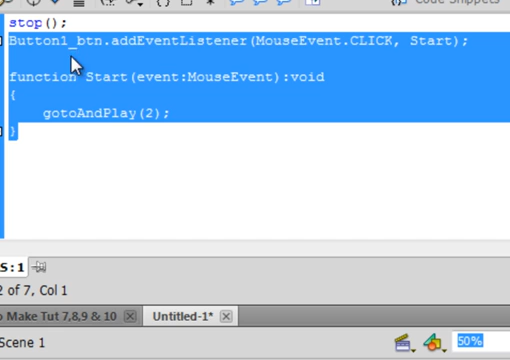 Code Snippets
stop();
Button1_btn.addEventListener(MouseEvent.CLICK, Start);
function Start(event:MouseEvent):void
{
gotoAndPlay(2);
}
S:1
2 of 7, Col 1
o Make Tut 7,8,9 & 10
Untitled-1*
Scene 1
50%